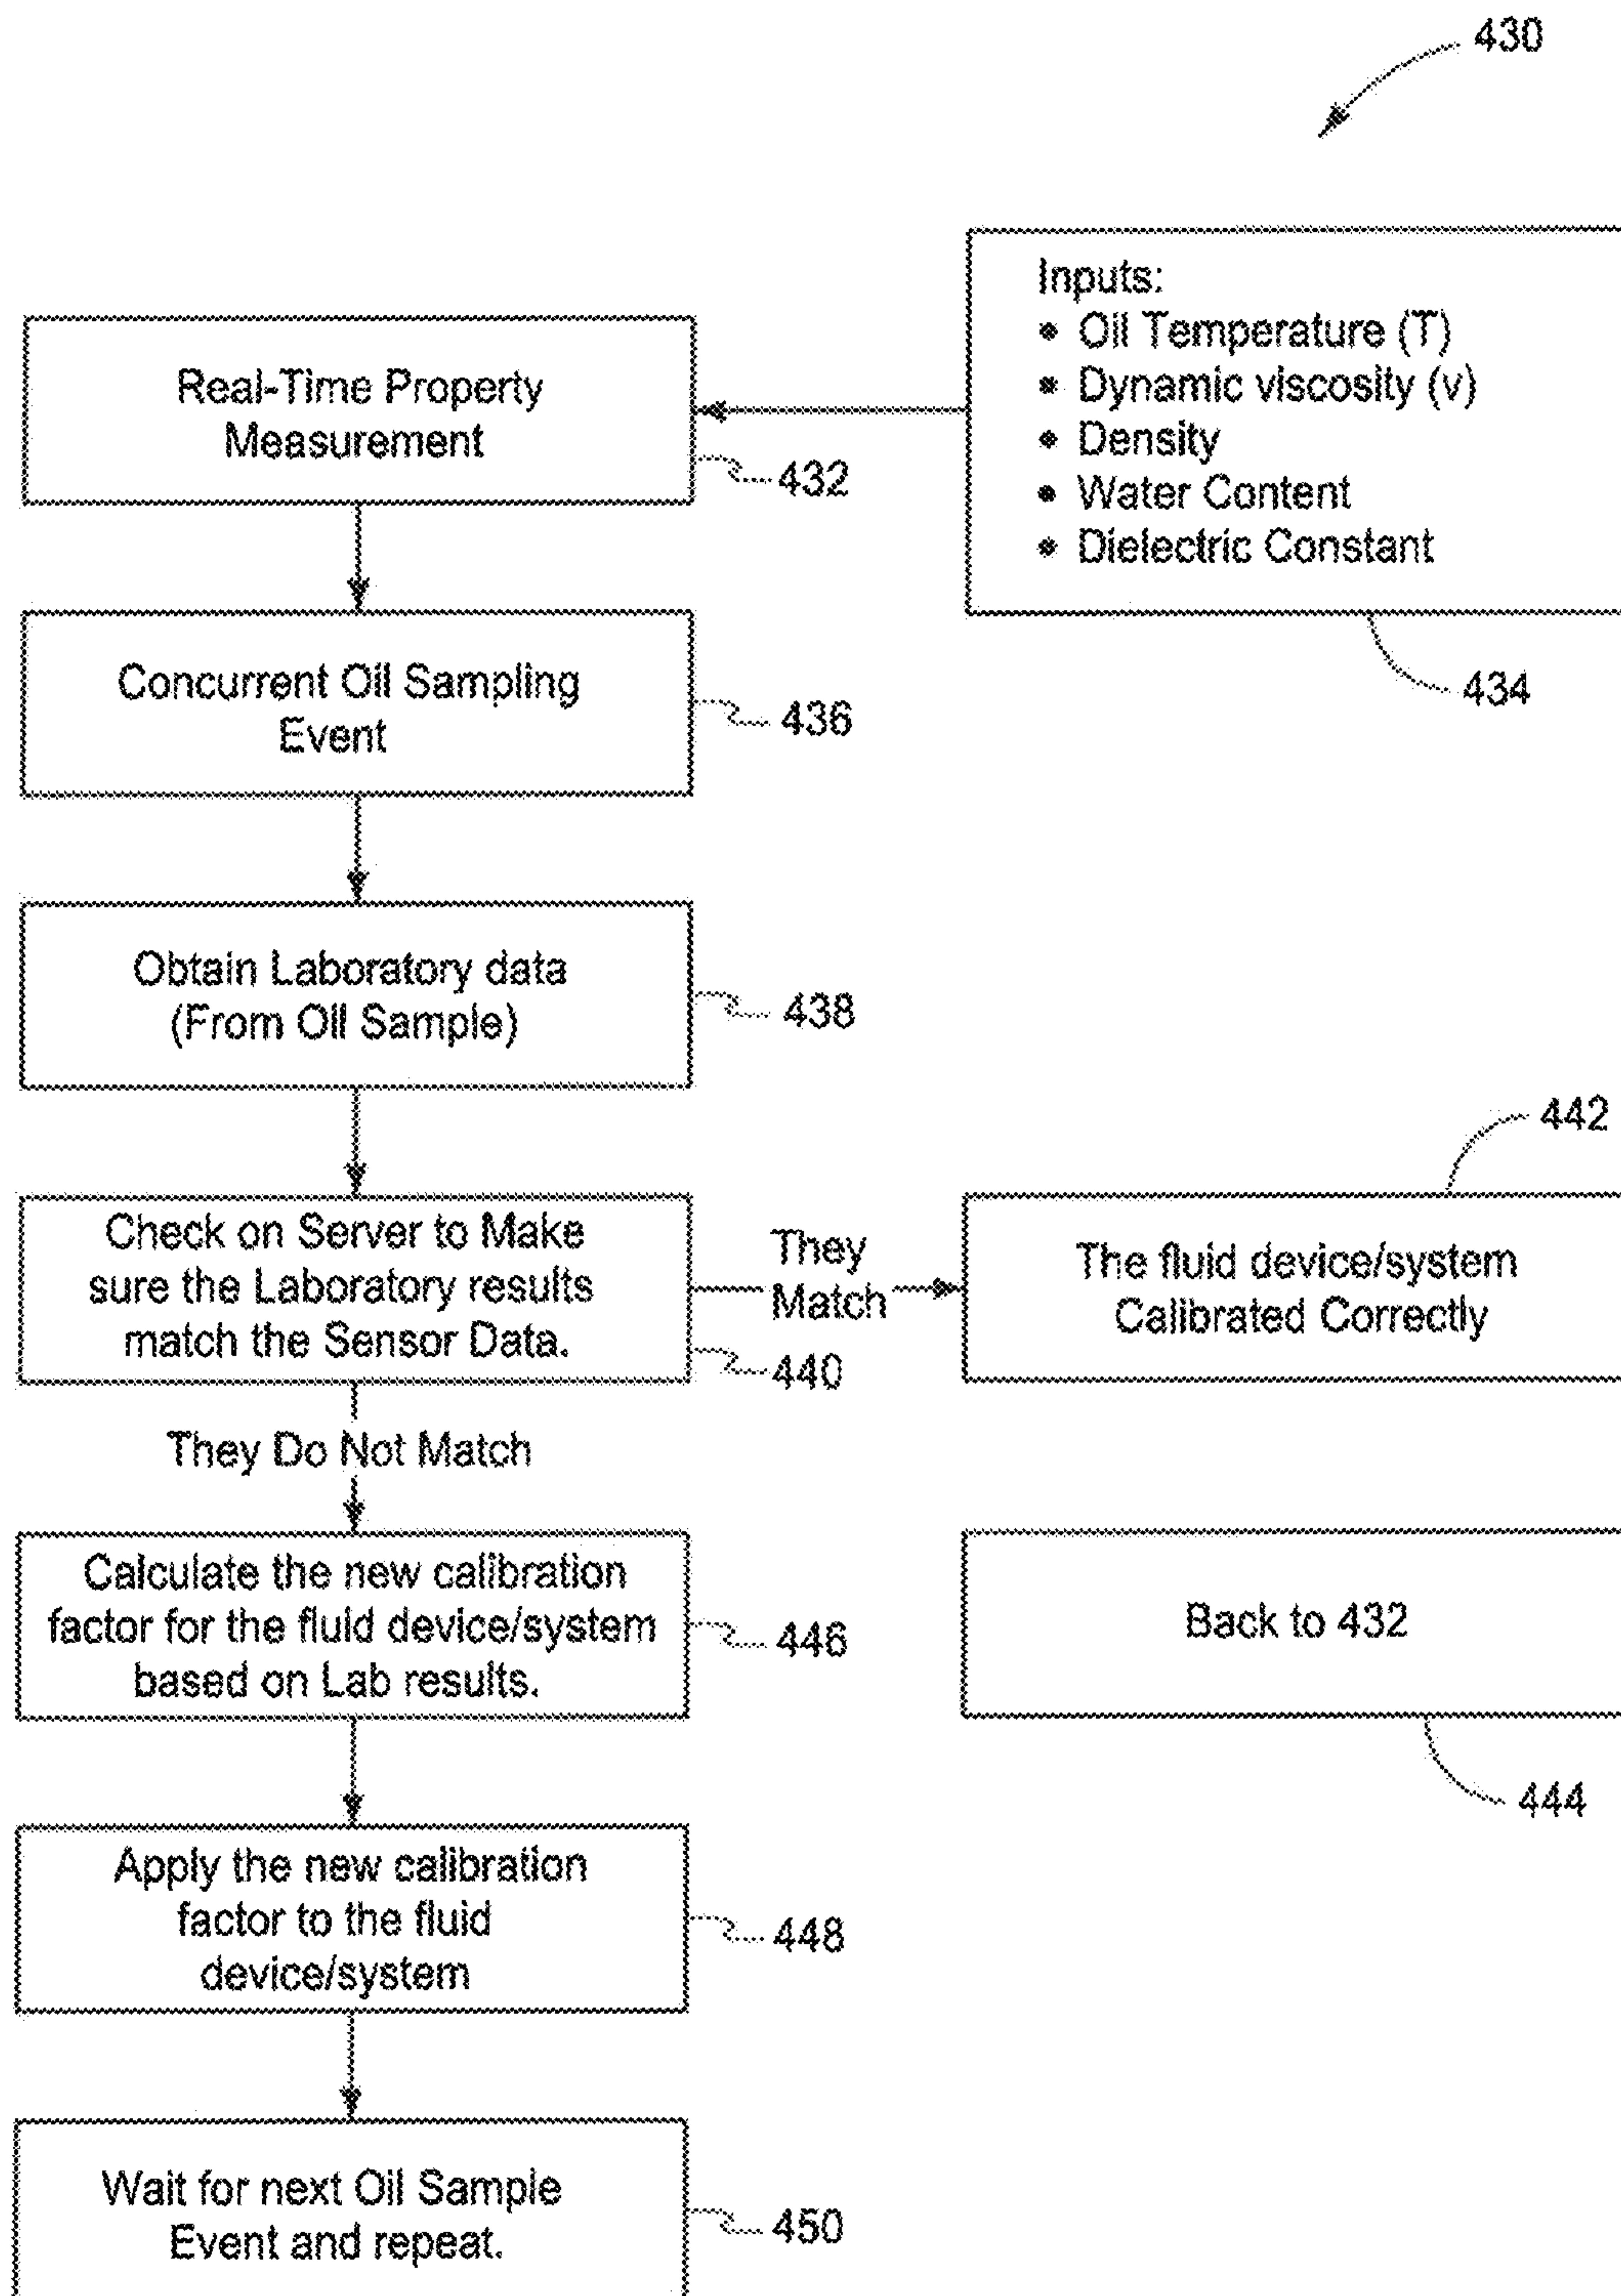 430
Inputs:
• Oil Temperature (T)
• Dynamic viscosity (v)
• Density
• Water Content
• Dielectric Constant
434
Real-Time Property
Measurement
432
Concurrent Oil Sampling
Event
436
Obtain Laboratory data
(From Oil Sample)
438
Check on Server to Make
sure the Laboratory results
match the Sensor Data.
440
They
Match
442
The fluid device/system
Calibrated Correctly
They Do Not Match
Calculate the new calibration
factor for the fluid device/system
based on Lab results.
446
Back to 432
444
Apply the new calibration
factor to the fluid
device/system
448
Wait for next Oil Sample
Event and repeat.
450